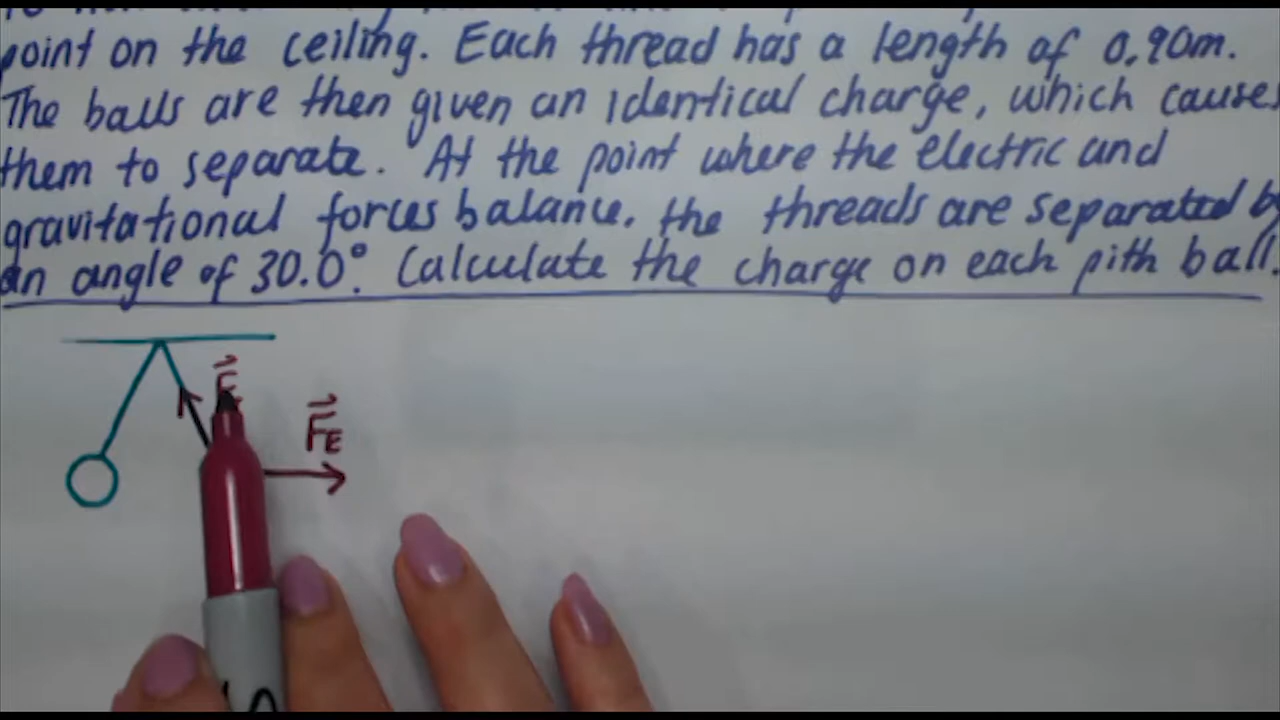 point on the ceiling. Each thread has a length of 0.90m.
The balls are then given an identical charge, which cause
them to separate. At the point where the electric and
gravitational forces balance, the threads are separated b
an angle of 30.0°. Calculate the charge on each pith ball.
F⃗E